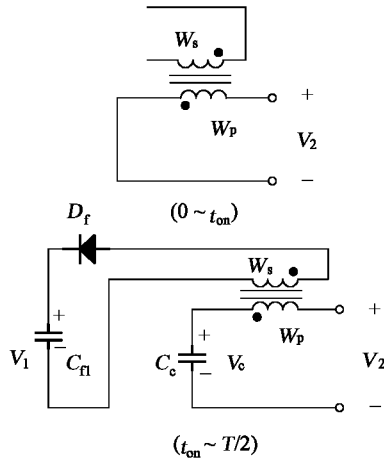 W_s
W_p
+
V_2
−
(0 ~ t_on)
D_f
W_s
+
V_1
−
C_f1
W_p
+
C_c
−
V_c
+
V_2
−
(t_on ~ T/2)